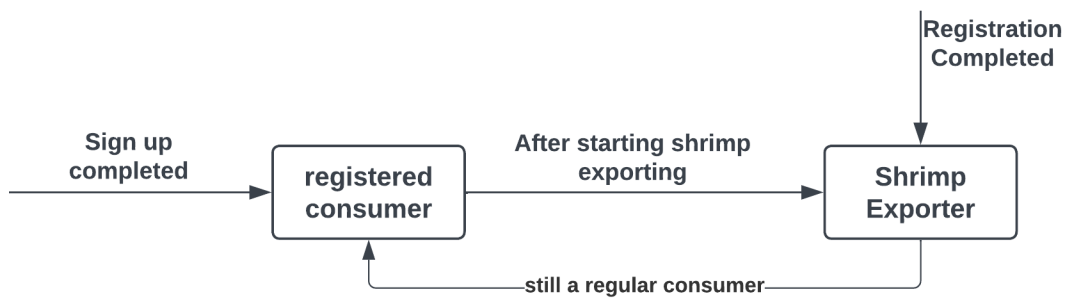 Registration
Completed
Sign up
completed
After starting shrimp
exporting
registered
consumer
Shrimp
Exporter
still a regular consumer